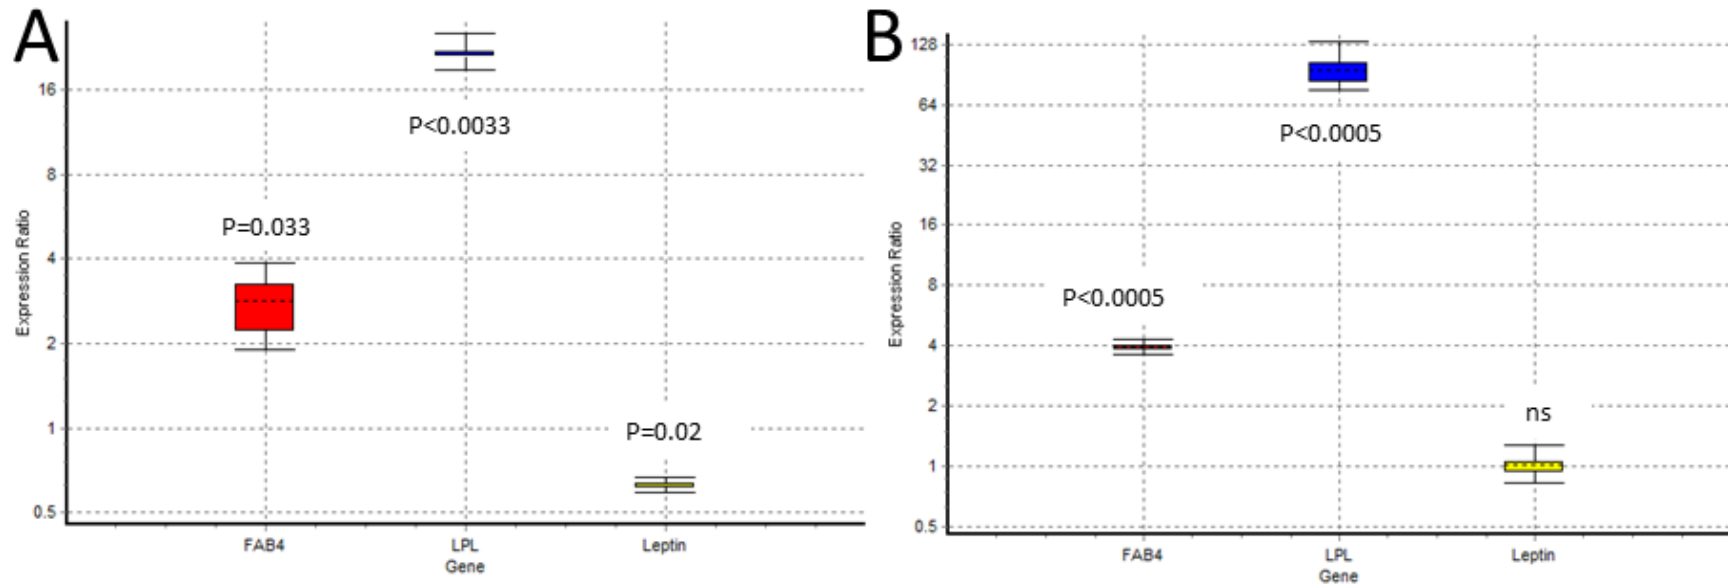 A
Expression Ratio
16
8
4
2
1
0.5
P=0.033
P<0.0033
P=0.02
FAB4 LPL Leptin
Gene
B
Expression Ratio
128
64
32
16
8
4
2
1
0.5
P<0.0005
P<0.0005
ns
FAB4 LPL Leptin
Gene